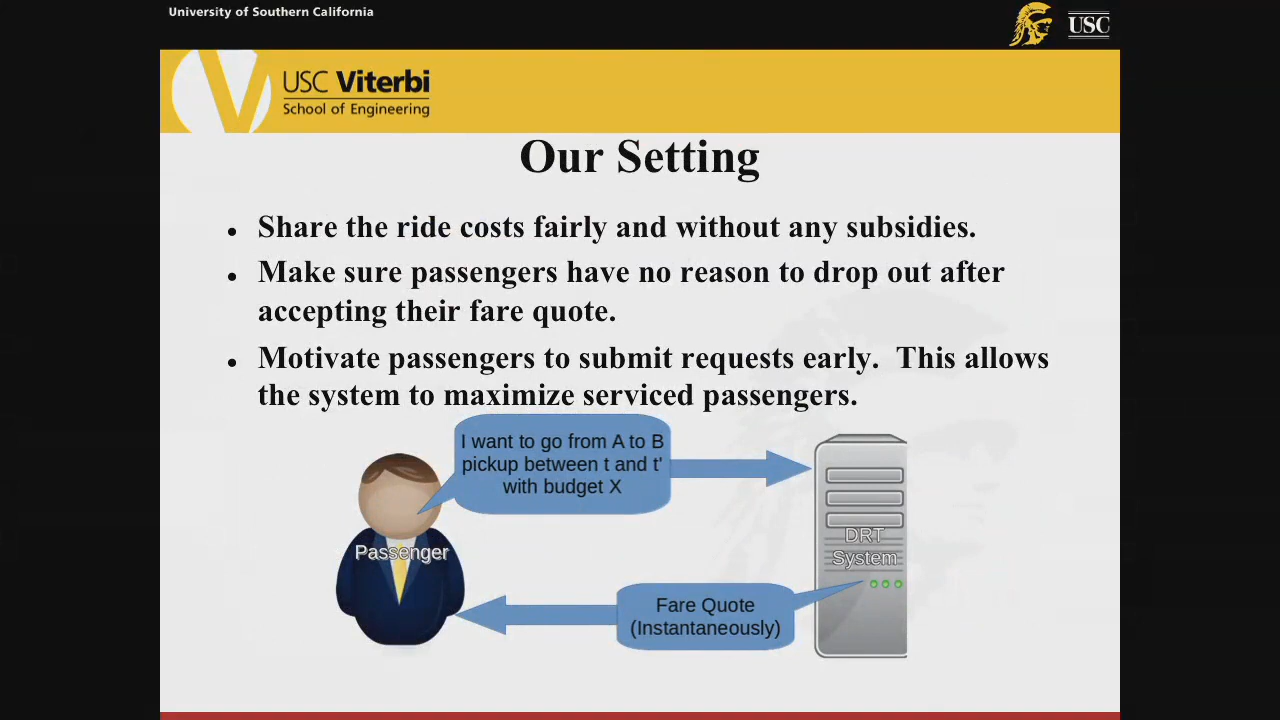 University of Southern California
USC
USC Viterbi
School of Engineering
Our Setting
• Share the ride costs fairly and without any subsidies.
• Make sure passengers have no reason to drop out after
accepting their fare quote.
• Motivate passengers to submit requests early.  This allows
the system to maximize serviced passengers.
I want to go from A to B
pickup between t and t'
with budget X
Passenger
DRT
System
Fare Quote
(Instantaneously)